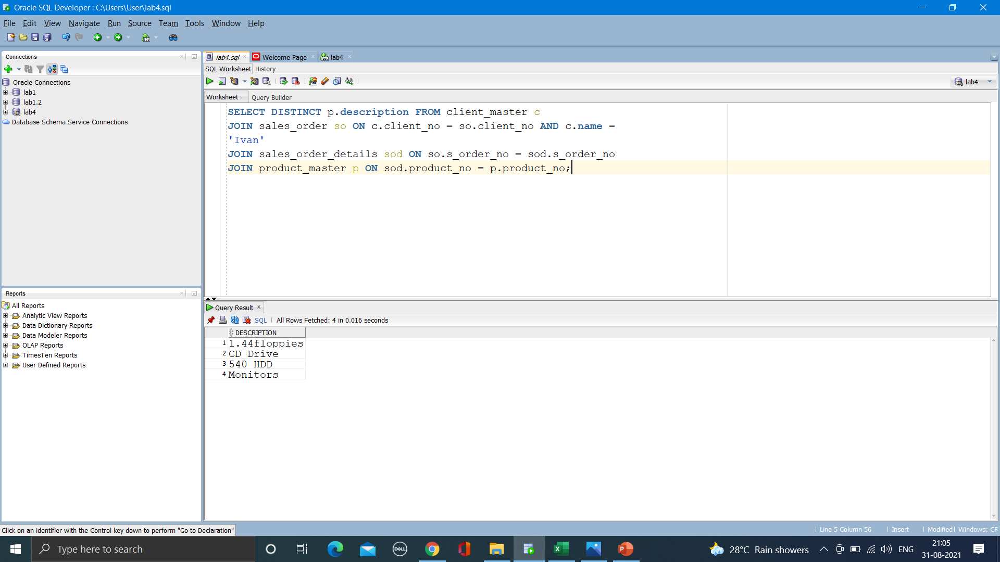 Oracle SQL Developer : C:\Users\User\lab4.sql
File Edit View Navigate Run Source Team Tools Window Help
Connections
Oracle Connections
lab1
lab1.2
lab4
Database Schema Service Connections
Reports
All Reports
Analytic View Reports
Data Dictionary Reports
Data Modeler Reports
OLAP Reports
TimesTen Reports
User Defined Reports
lab4.sql Welcome Page lab4
SQL Worksheet History
lab4
Worksheet Query Builder
SELECT DISTINCT p.description FROM client_master c
JOIN sales_order so ON c.client_no = so.client_no AND c.name =
'Ivan'
JOIN sales_order_details sod ON so.s_order_no = sod.s_order_no
JOIN product_master p ON sod.product_no = p.product_no;
Query Result
SQL All Rows Fetched: 4 in 0.016 seconds
DESCRIPTION
1 1.44floppies
2 CD Drive
3 540 HDD
4 Monitors
Click on an identifier with the Control key down to perform "Go to Declaration"
Line 5 Column 56 Insert Modified Windows: CR
Type here to search
DELL
28°C Rain showers
ENG
21:05
31-08-2021